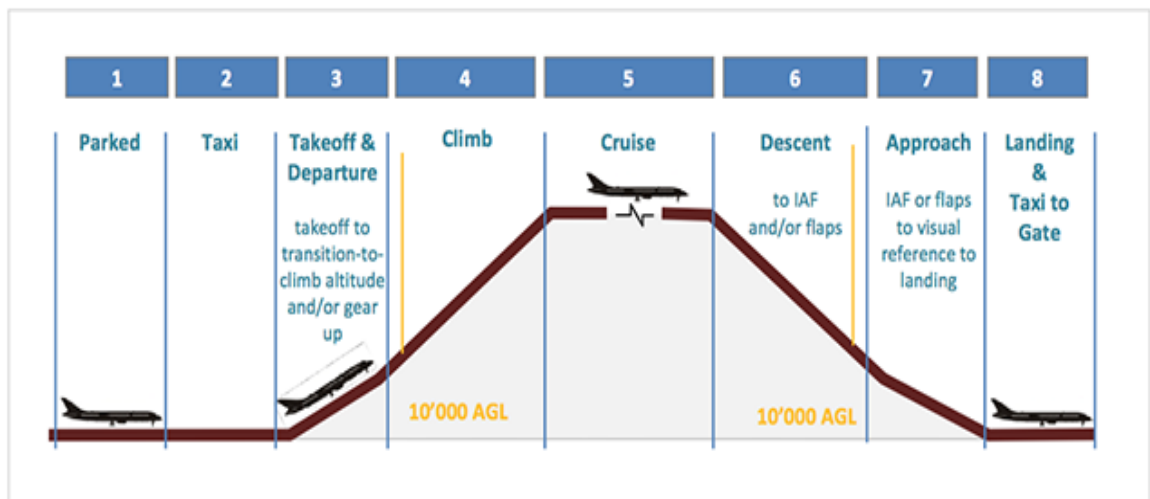 1
2
3
4
5
6
7
8
Parked
Taxi
Takeoff &
Departure
takeoff to
transition-to-
climb altitude
and/or gear
up
Climb
Cruise
Descent
to IAF
and/or flaps
Approach
IAF or flaps
to visual
reference to
landing
Landing
&
Taxi to
Gate
10'000 AGL
10'000 AGL